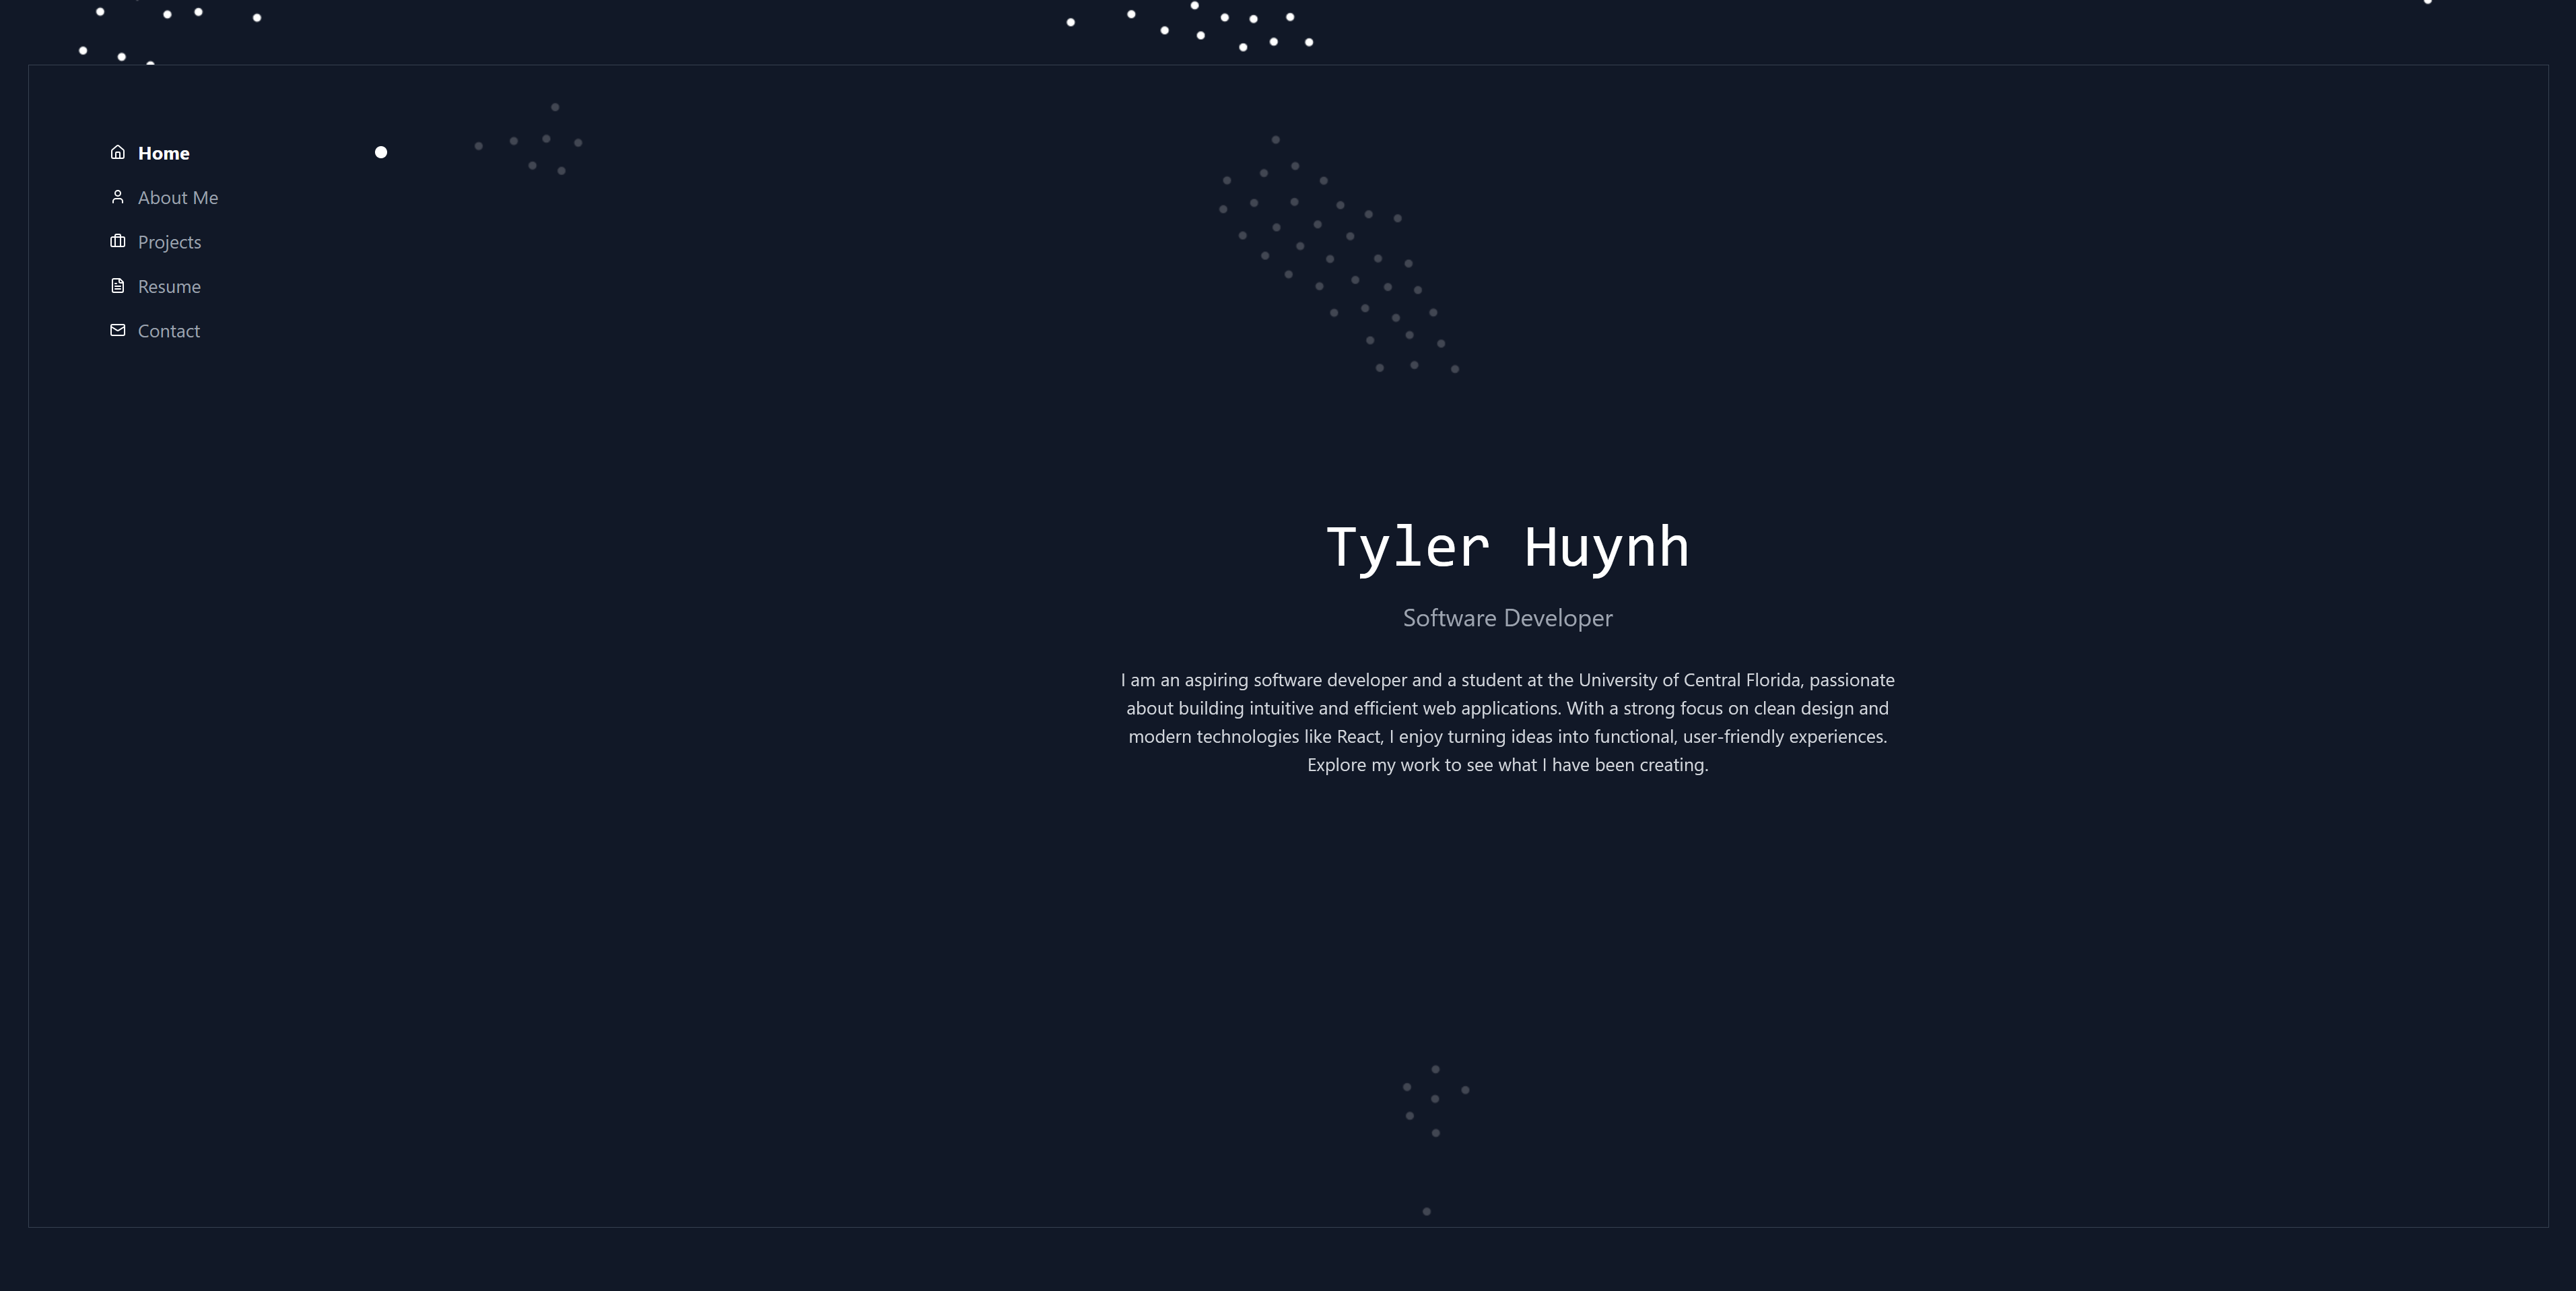 Home
About Me
Projects
Resume
Contact
Tyler Huynh
Software Developer
I am an aspiring software developer and a student at the University of Central Florida, passionate
about building intuitive and efficient web applications. With a strong focus on clean design and
modern technologies like React, I enjoy turning ideas into functional, user-friendly experiences.
Explore my work to see what I have been creating.